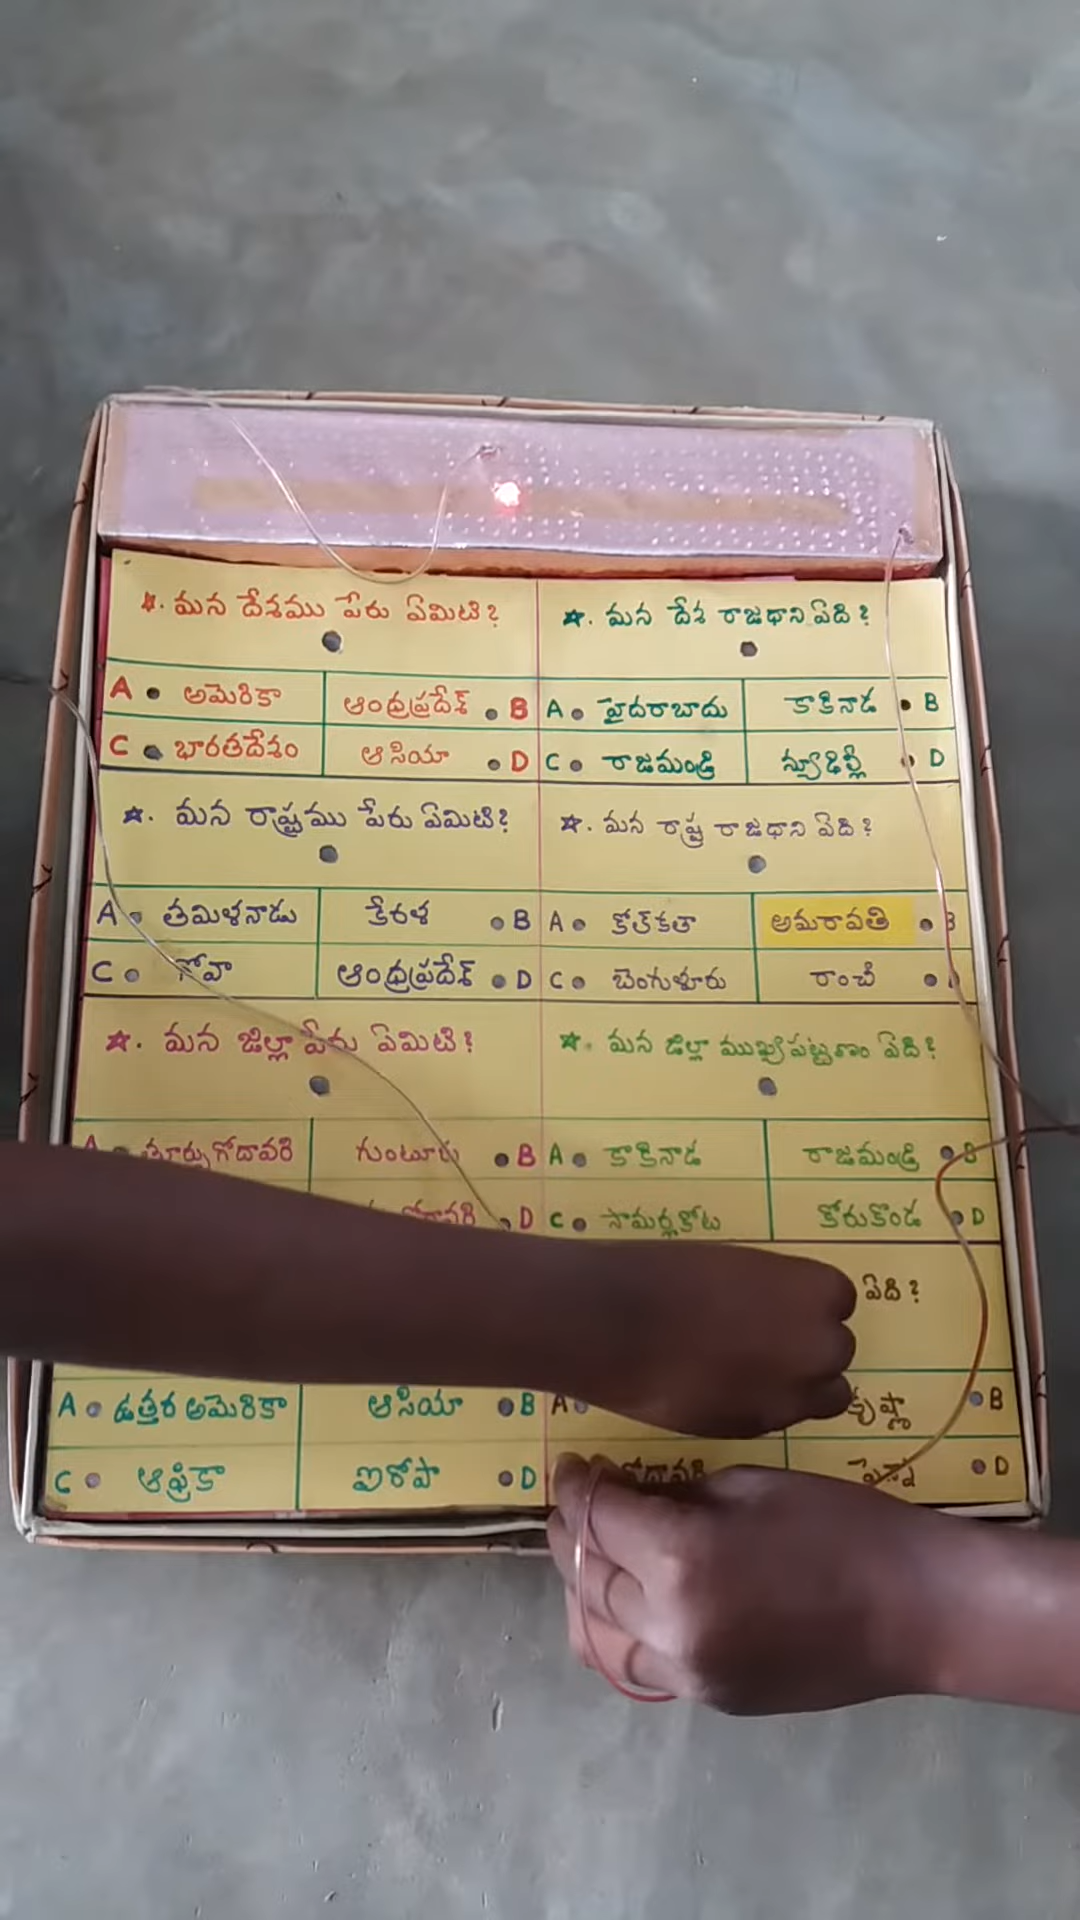 ☆. మన దేశము పేరు ఏమిటి?
A అమెరికా
ఆంధ్రప్రదేశ్ B
C భారతదేశం
ఆసియా D
☆. మన దేశ రాజధాని ఏది?
A హైదరాబాదు
కాకినాడ B
C రాజమండ్రి
న్యూఢిల్లీ D
☆. మన రాష్ట్రము పేరు ఏమిటి?
A తమిళనాడు
కేరళ B
C గోవా
ఆంధ్రప్రదేశ్ D
☆. మన రాష్ట్ర రాజధాని ఏది?
A కోల్‌కతా
అమరావతి B
C బెంగుళూరు
రాంచీ
☆. మన జిల్లా పేరు ఏమిటి?
A తూర్పుగోదావరి
గుంటూరు B
D
☆. మన జిల్లా ముఖ్యపట్టణం ఏది?
A కాకినాడ
రాజమండ్రి B
C సామర్లకోట
కోరుకొండ D
A ఉత్తర అమెరికా
ఆసియా B
C ఆఫ్రికా
ఐరోపా D
ఏది?
A
కృష్ణా B
D